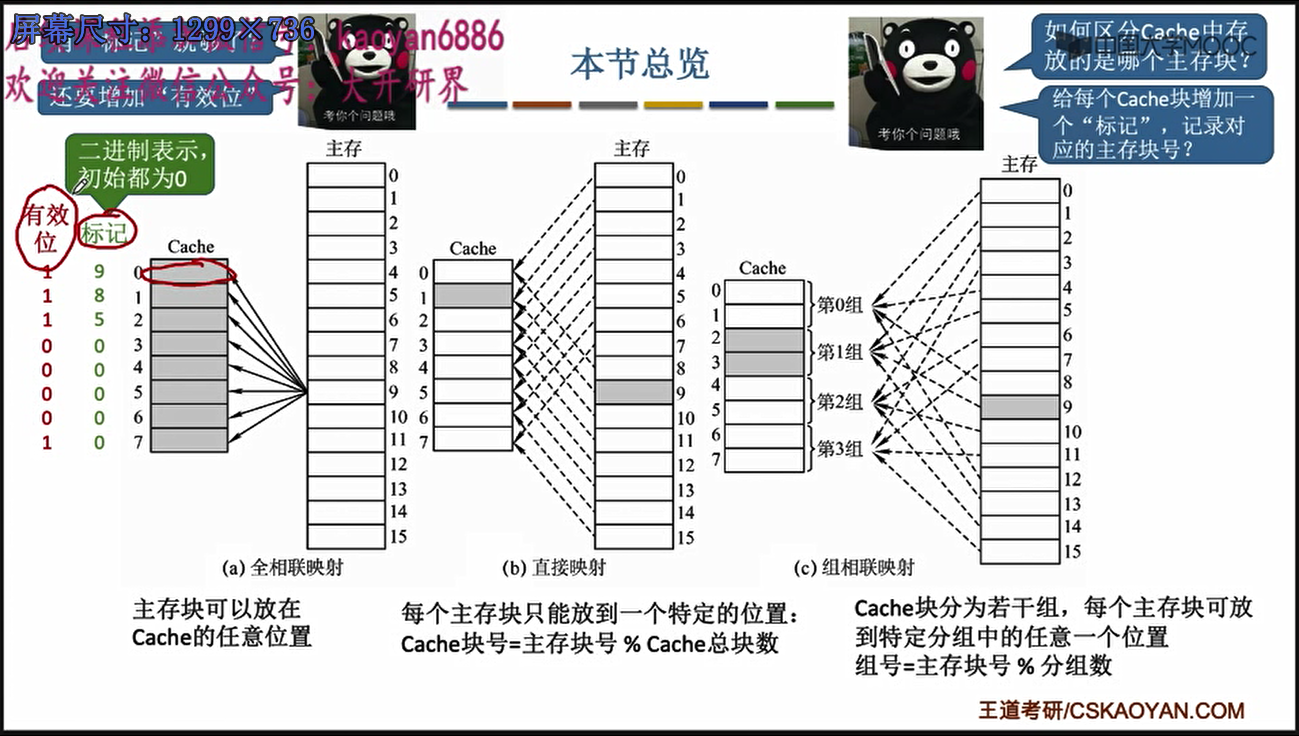 屏幕尺寸：1299×736
kaoyan6886
欢迎关注微信公众号：大开研界
还要增加“有效位”
考你个问题哦
本节总览
考你个问题哦
如何区分Cache中存
放的是哪个主存块？
中国大学MOOC
给每个Cache块增加一
个“标记”，记录对
应的主存块号？
二进制表示，
初始都为0
有效
位
标记
1 9
1 8
1 5
0 0
0 0
0 0
0 0
1 0
Cache
0
1
2
3
4
5
6
7
主存
0
1
2
3
4
5
6
7
8
9
10
11
12
13
14
15
(a) 全相联映射
主存块可以放在
Cache的任意位置
Cache
0
1
2
3
4
5
6
7
主存
0
1
2
3
4
5
6
7
8
9
10
11
12
13
14
15
(b) 直接映射
每个主存块只能放到一个特定的位置：
Cache块号=主存块号 % Cache总块数
Cache
0
1
2
3
4
5
6
7
第0组
第1组
第2组
第3组
主存
0
1
2
3
4
5
6
7
8
9
10
11
12
13
14
15
(c) 组相联映射
Cache块分为若干组，每个主存块可放
到特定分组中的任意一个位置
组号=主存块号 % 分组数
王道考研/CSKAOYAN.COM